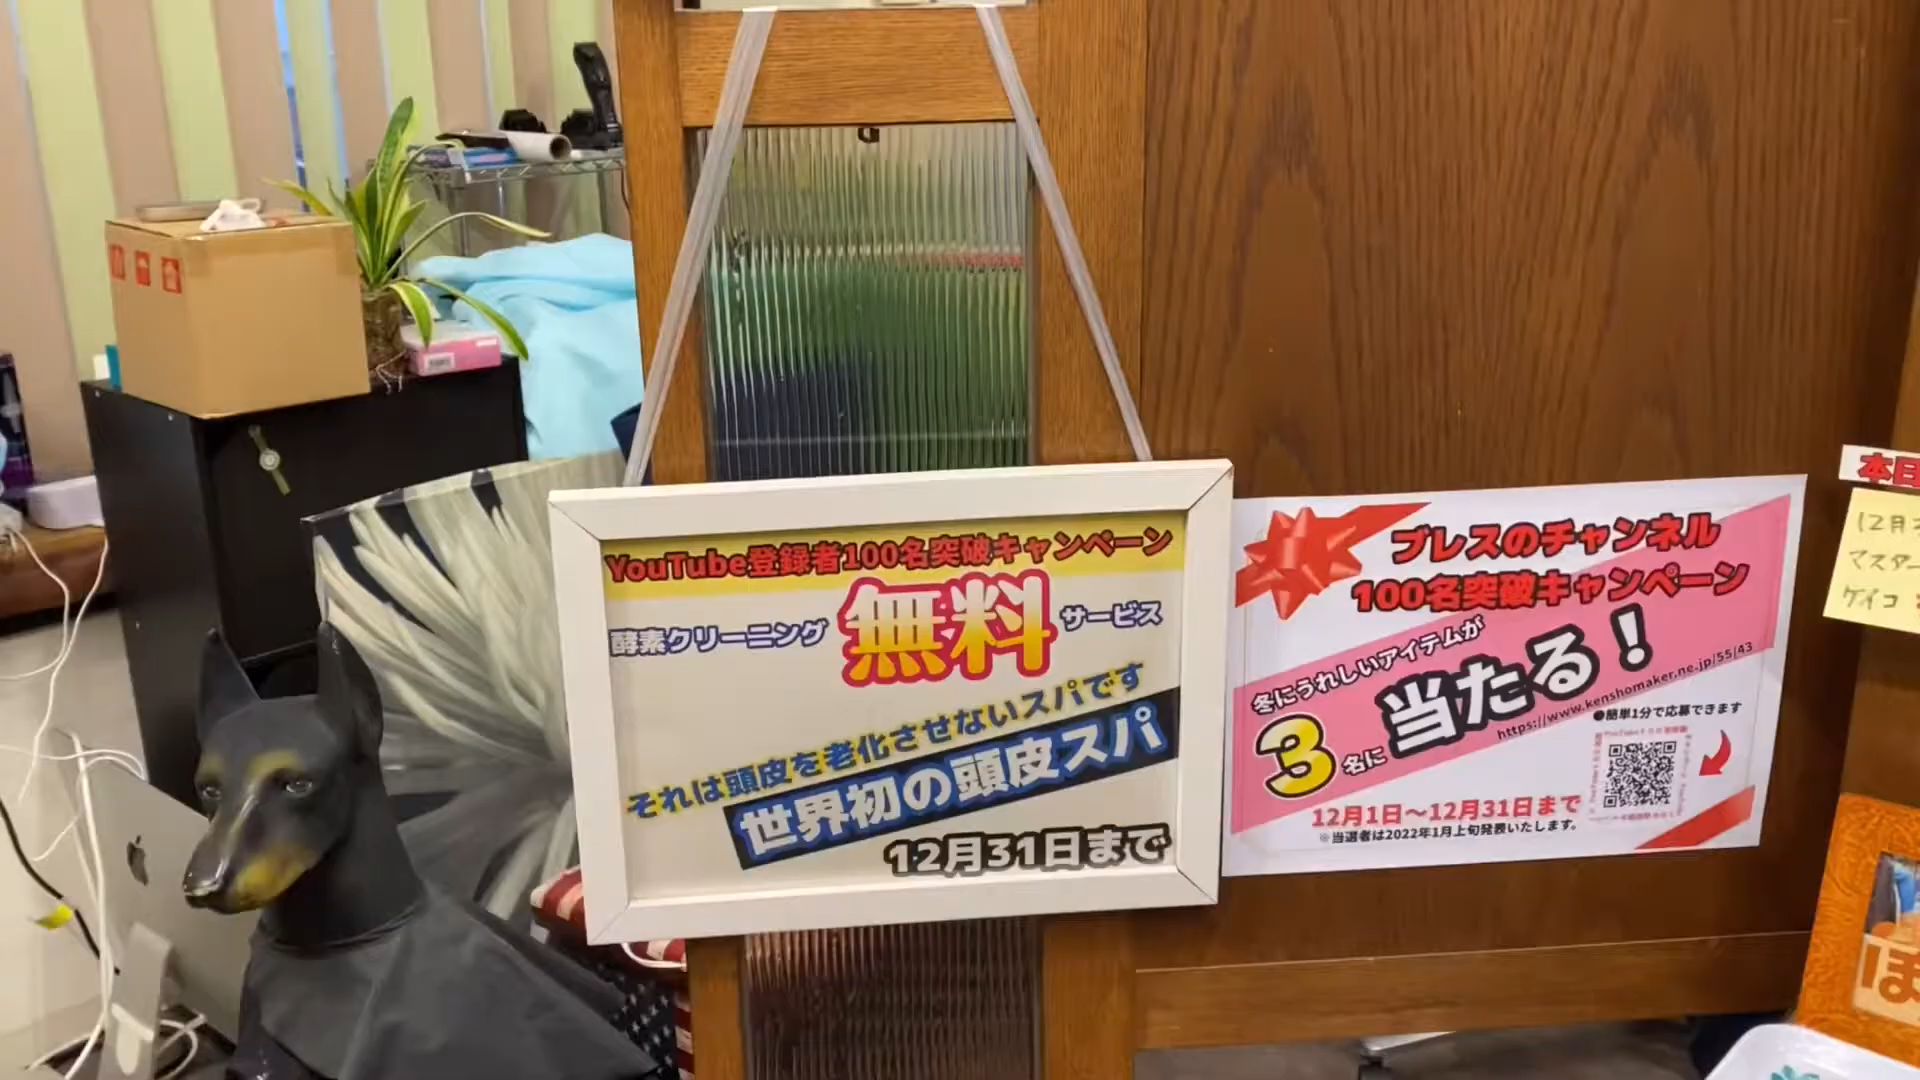 YouTube登録者100名突破キャンペーン
酵素クリーニング 無料 サービス
それは頭皮を老化させないスパです
世界初の頭皮スパ
12月31日まで
ブレスのチャンネル
100名突破キャンペーン
冬にうれしいアイテムが
3名に 当たる！
https://www.kenshomaker.ne.jp/55/43
●簡単1分で応募できます
12月1日～12月31日まで
※当選者は2022年1月上旬発表いたします。
本日
12月
マスター
ケイコ
ほ